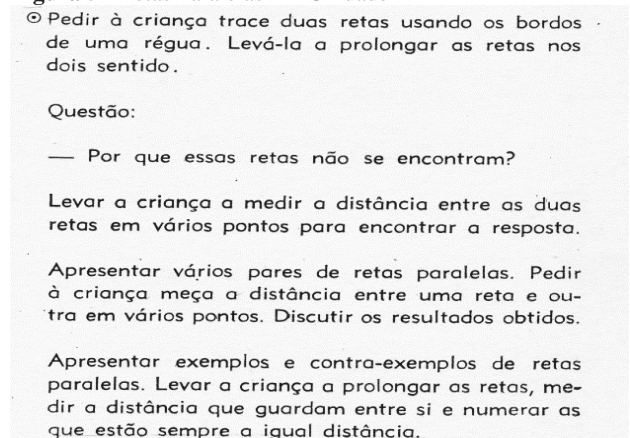 ⊙ Pedir à criança trace duas retas usando os bordos
de uma régua. Levá-la a prolongar as retas nos
dois sentido.
Questão:
— Por que essas retas não se encontram?
Levar a criança a medir a distância entre as duas
retas em vários pontos para encontrar a resposta.
Apresentar vários pares de retas paralelas. Pedir
à criança meça a distância entre uma reta e ou-
tra em vários pontos. Discutir os resultados obtidos.
Apresentar exemplos e contra-exemplos de retas
paralelas. Levar a criança a prolongar as retas, me-
dir a distância que guardam entre si e numerar as
que estão sempre a igual distância.